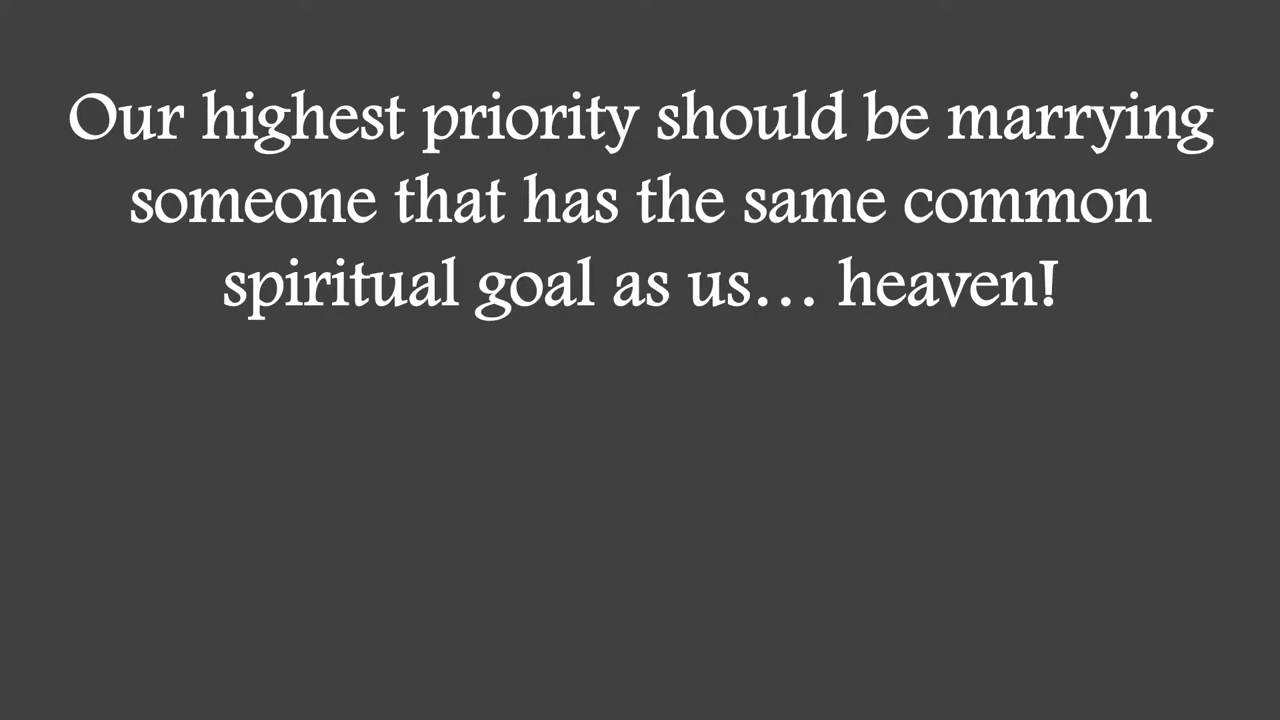 Our highest priority should be marrying
someone that has the same common
spiritual goal as us… heaven!